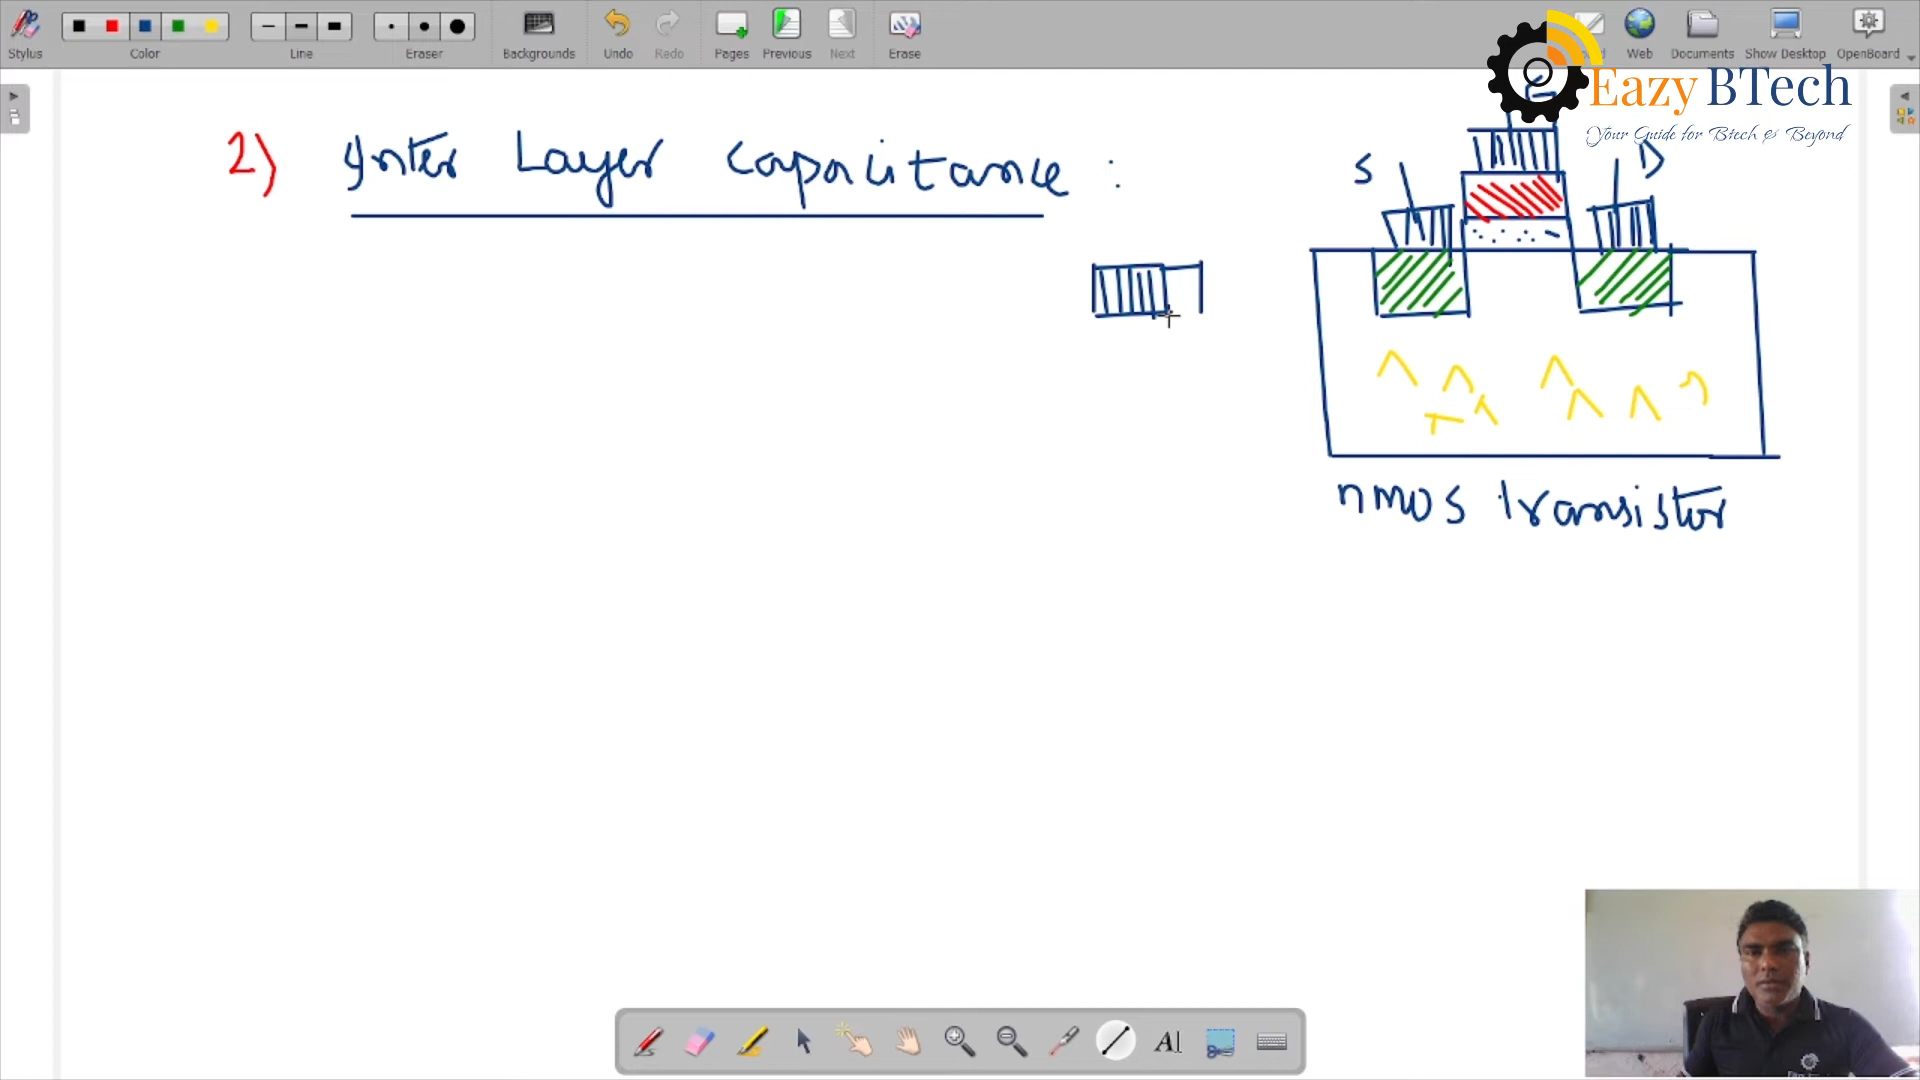 Stylus
Color
Line
Eraser
Backgrounds
Undo
Redo
Pages
Previous
Next
Erase
Web
Documents
Show Desktop
OpenBoard
Eazy BTech
Your Guide for Btech & Beyond
2) Inter Layer Capacitance :
G
S
D
nmos transistor
A